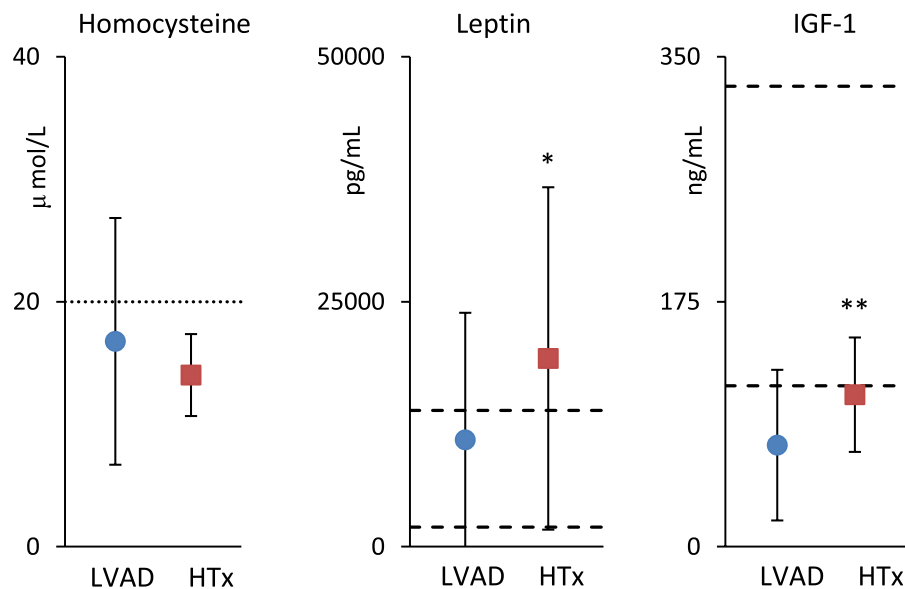 Homocysteine
40
μ mol/L
20
0
LVAD HTx
Leptin
50000
pg/mL
*
25000
0
LVAD HTx
IGF-1
350
ng/mL
175
**
0
LVAD HTx